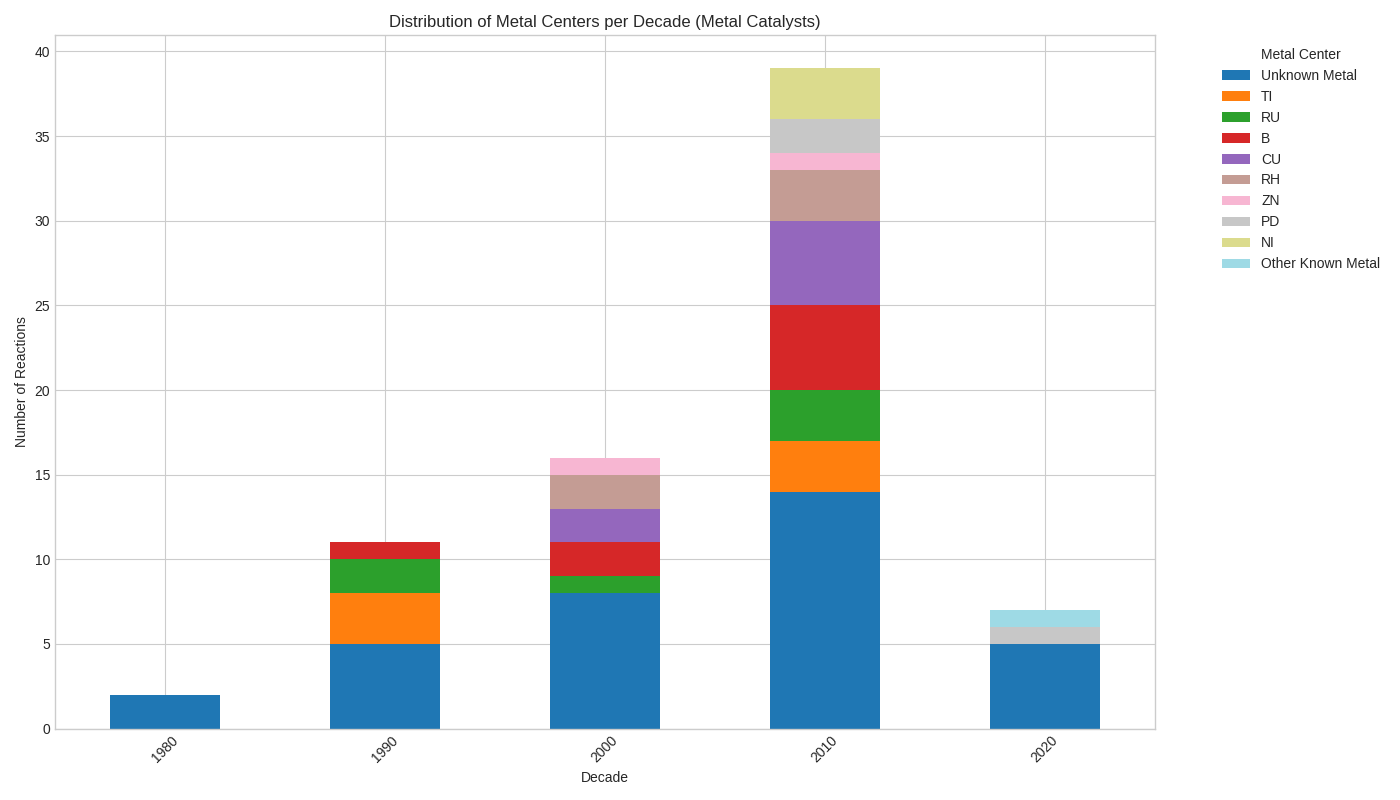 Distribution of Metal Centers per Decade (Metal Catalysts)
Metal Center
Unknown Metal
TI
RU
B
CU
RH
ZN
PD
NI
Other Known Metal
Number of Reactions
40
35
30
25
20
15
10
5
0
1980
1990
2000
2010
2020
Decade